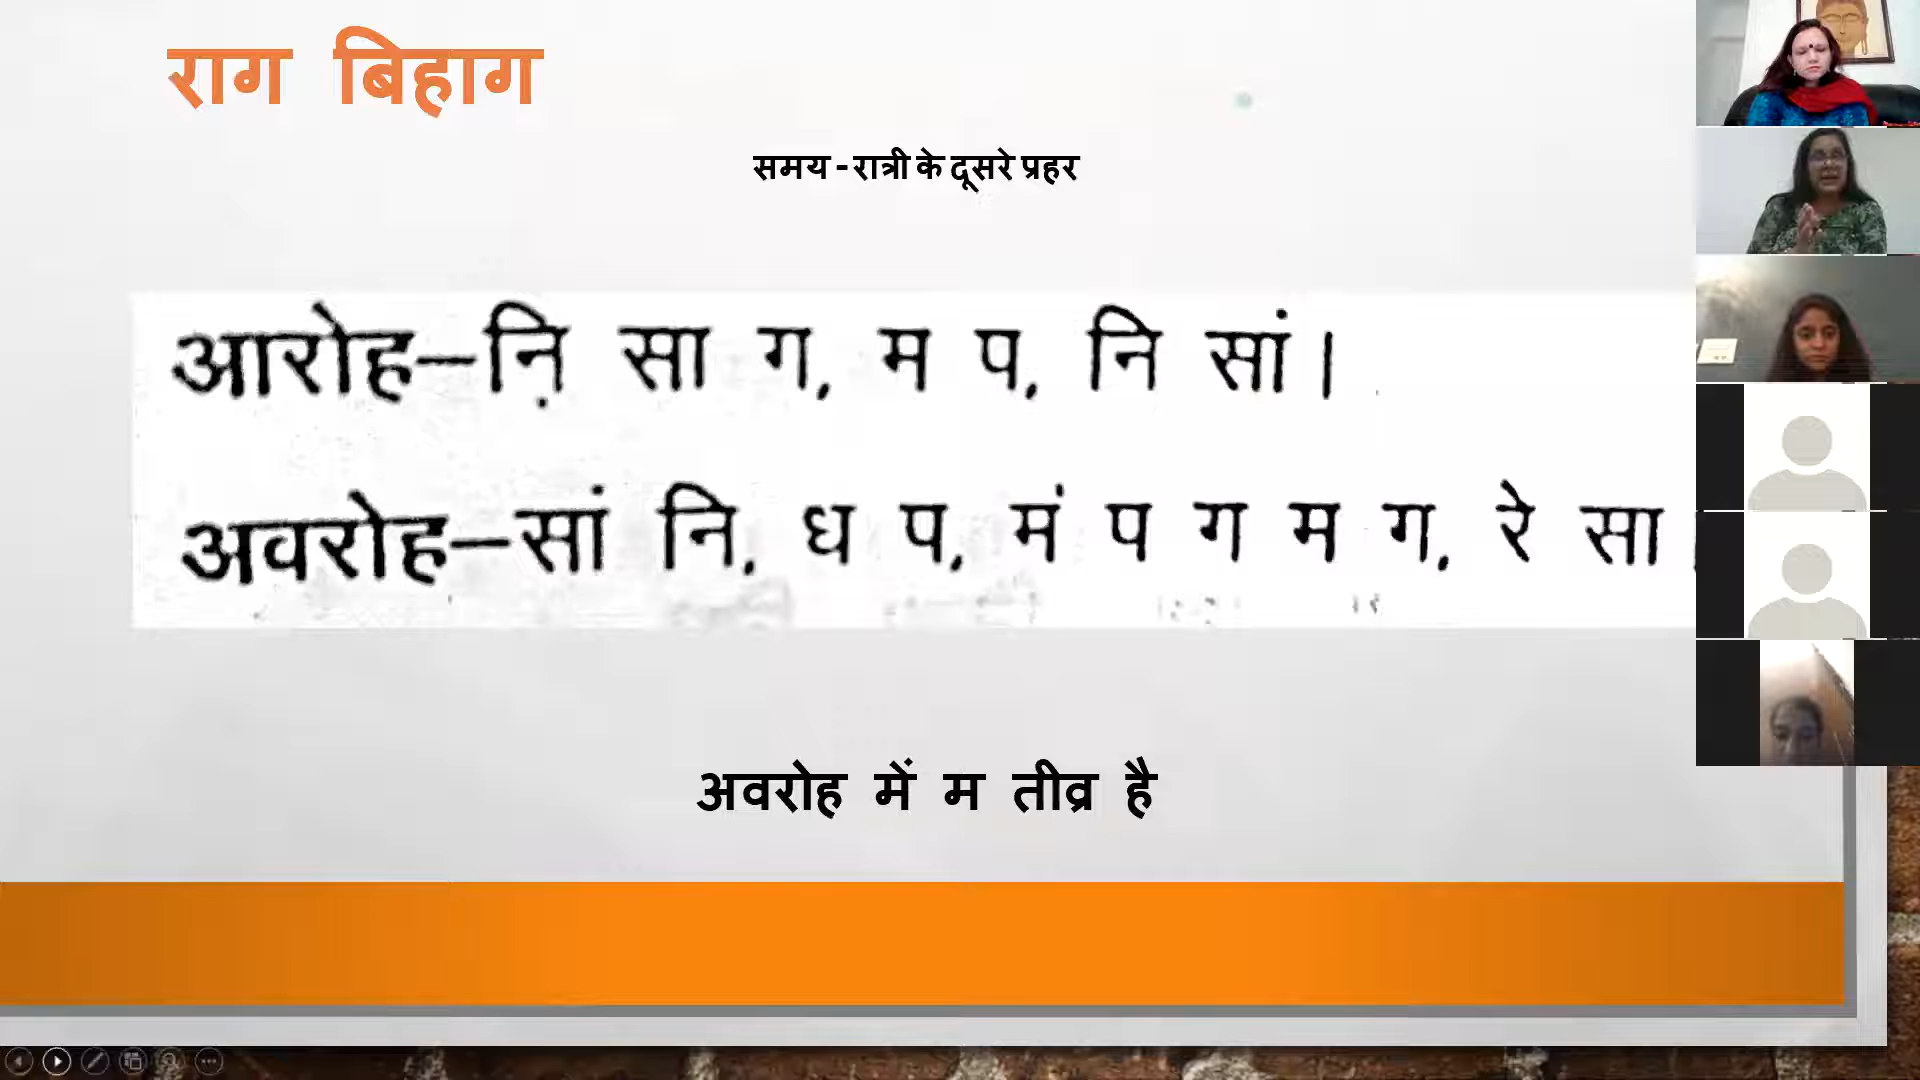 राग बिहाग
समय - रात्री के दूसरे प्रहर
आरोह–नि़ सा ग, म प, नि सां।
अवरोह–सां नि, ध प, मं प ग म ग, रे सा।
अवरोह में म तीव्र है